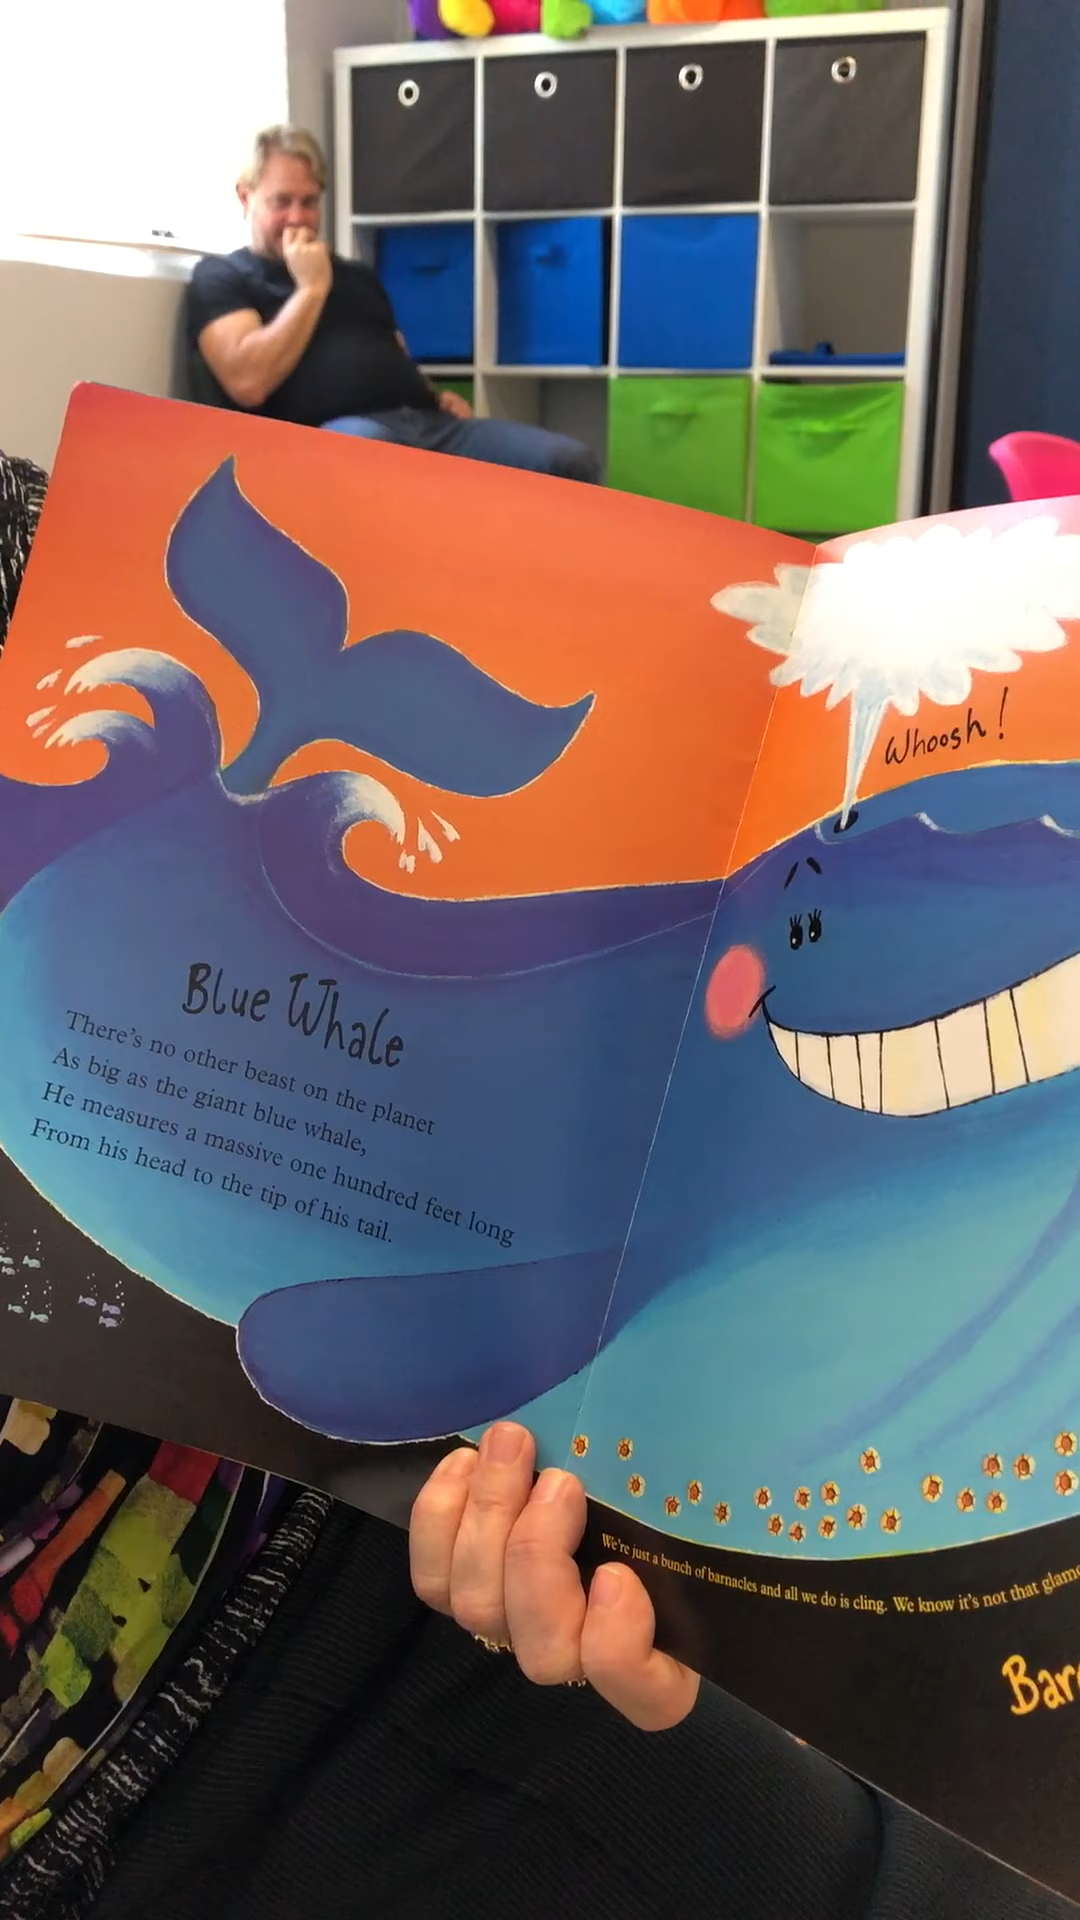 Whoosh!
Blue Whale
There's no other beast on the planet
As big as the giant blue whale,
He measures a massive one hundred feet long
From his head to the tip of his tail.
We're just a bunch of barnacles and all we do is cling. We know it's not that